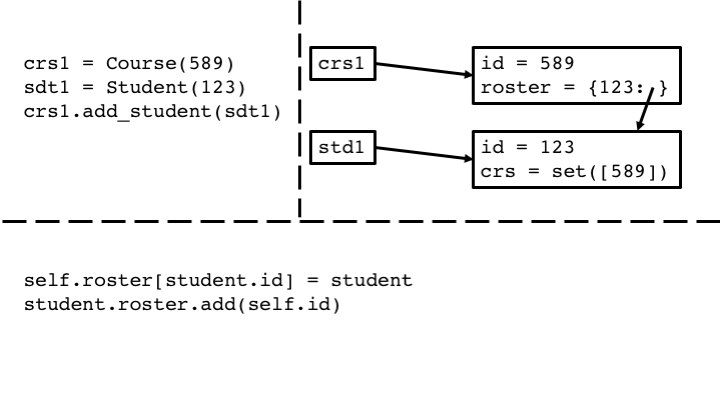 crs1 = Course(589)
sdt1 = Student(123)
crs1.add_student(sdt1)
crs1
id = 589
roster = {123: }
std1
id = 123
crs = set([589])
self.roster[student.id] = student
student.roster.add(self.id)